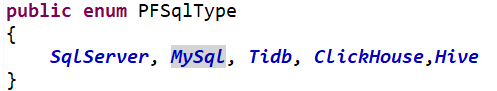 public enum PFSqlType
{
    SqlServer, MySql, Tidb, ClickHouse,Hive
}